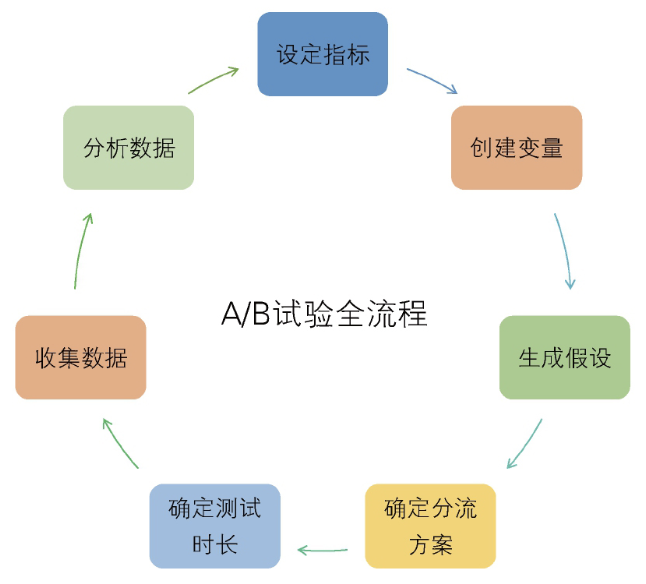 设定指标
创建变量
生成假设
确定分流
方案
确定测试
时长
收集数据
分析数据
A/B试验全流程